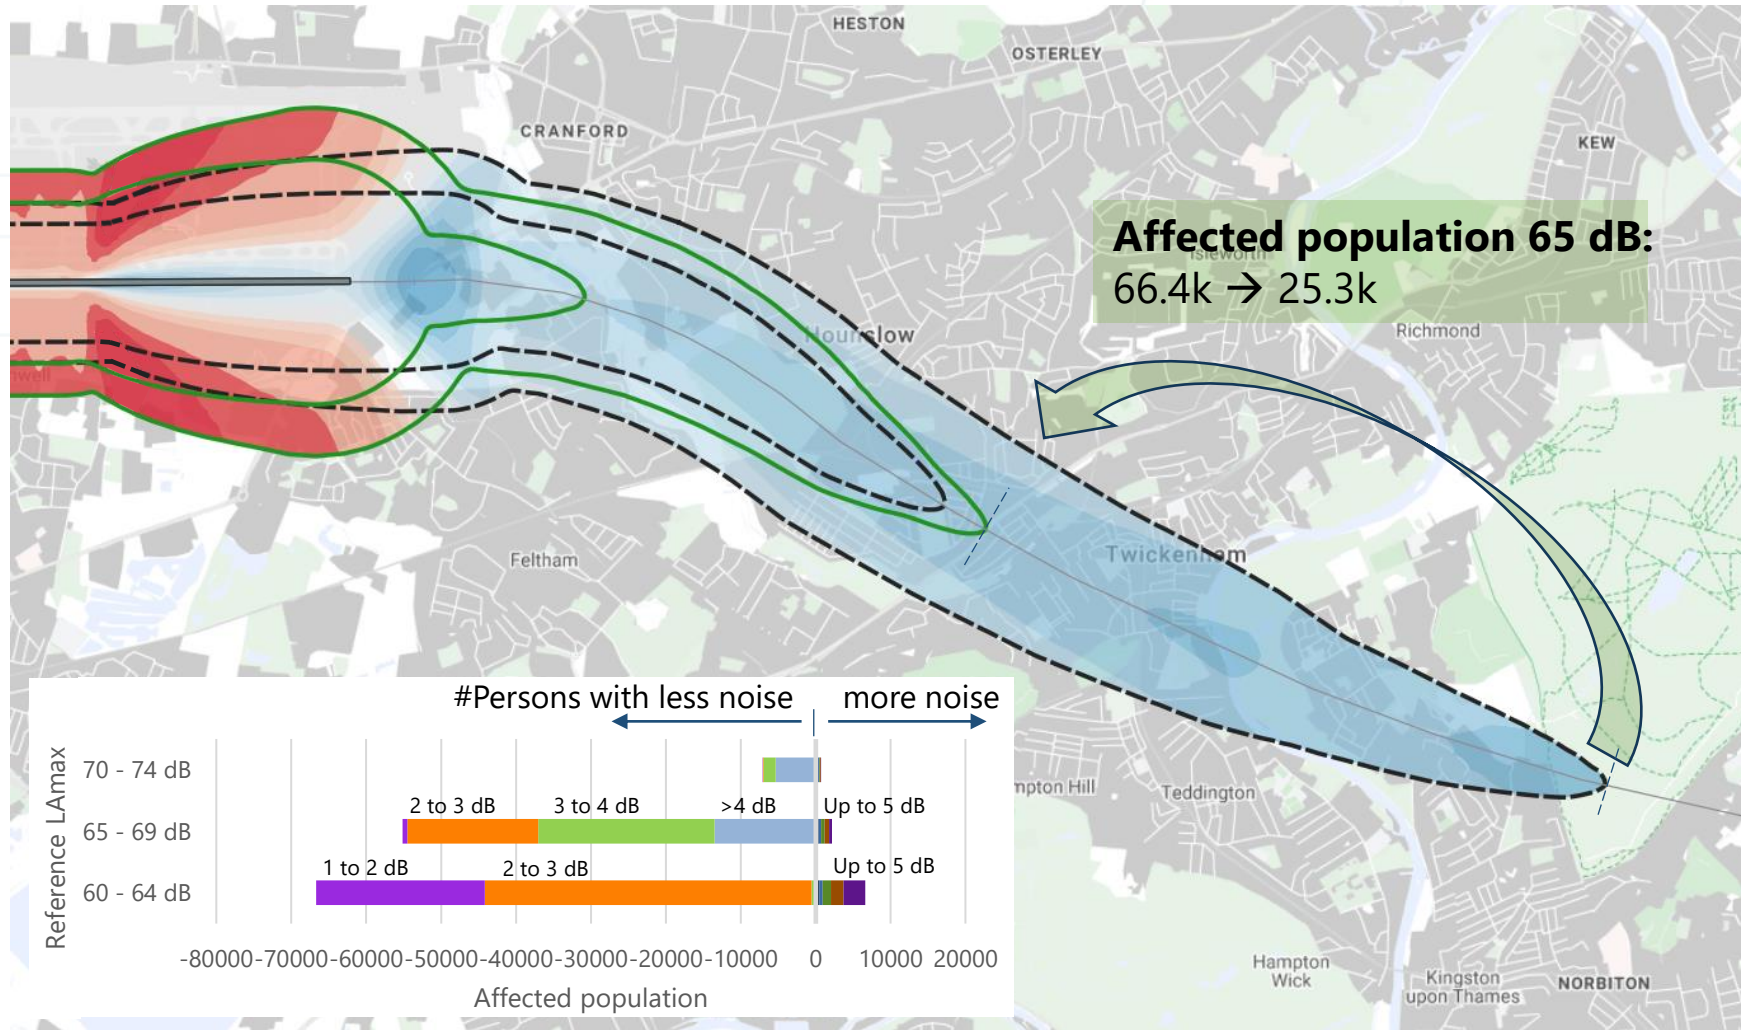 HESTON
OSTERLEY
CRANFORD
KEW
Affected population 65 dB:
Isleworth
66.4k → 25.3k
Hounslow
Richmond
swell
Feltham
Twickenham
#Persons with less noise
more noise
Reference LAmax
70 - 74 dB
2 to 3 dB
3 to 4 dB
>4 dB
Up to 5 dB
65 - 69 dB
1 to 2 dB
2 to 3 dB
Up to 5 dB
60 - 64 dB
-80000 -70000 -60000 -50000 -40000 -30000 -20000 -10000 0 10000 20000
Affected population
mpton Hill
Teddington
Hampton
Wick
Kingston
upon Thames
NORBITON